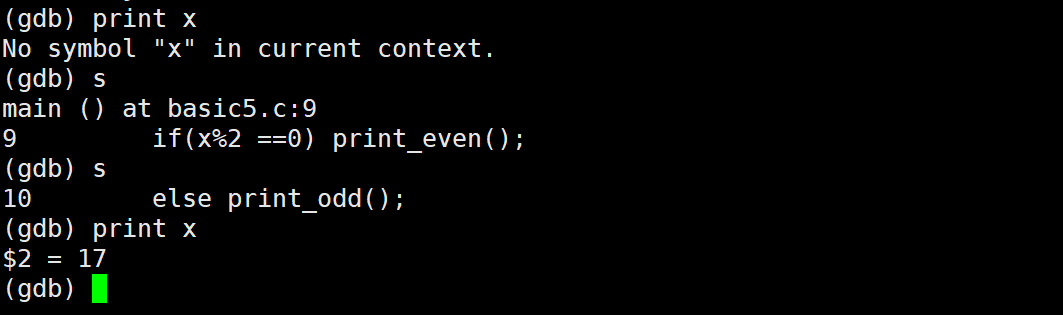 (gdb) print x
No symbol "x" in current context.
(gdb) s
main () at basic5.c:9
9         if(x%2 ==0) print_even();
(gdb) s
10        else print_odd();
(gdb) print x
$2 = 17
(gdb)